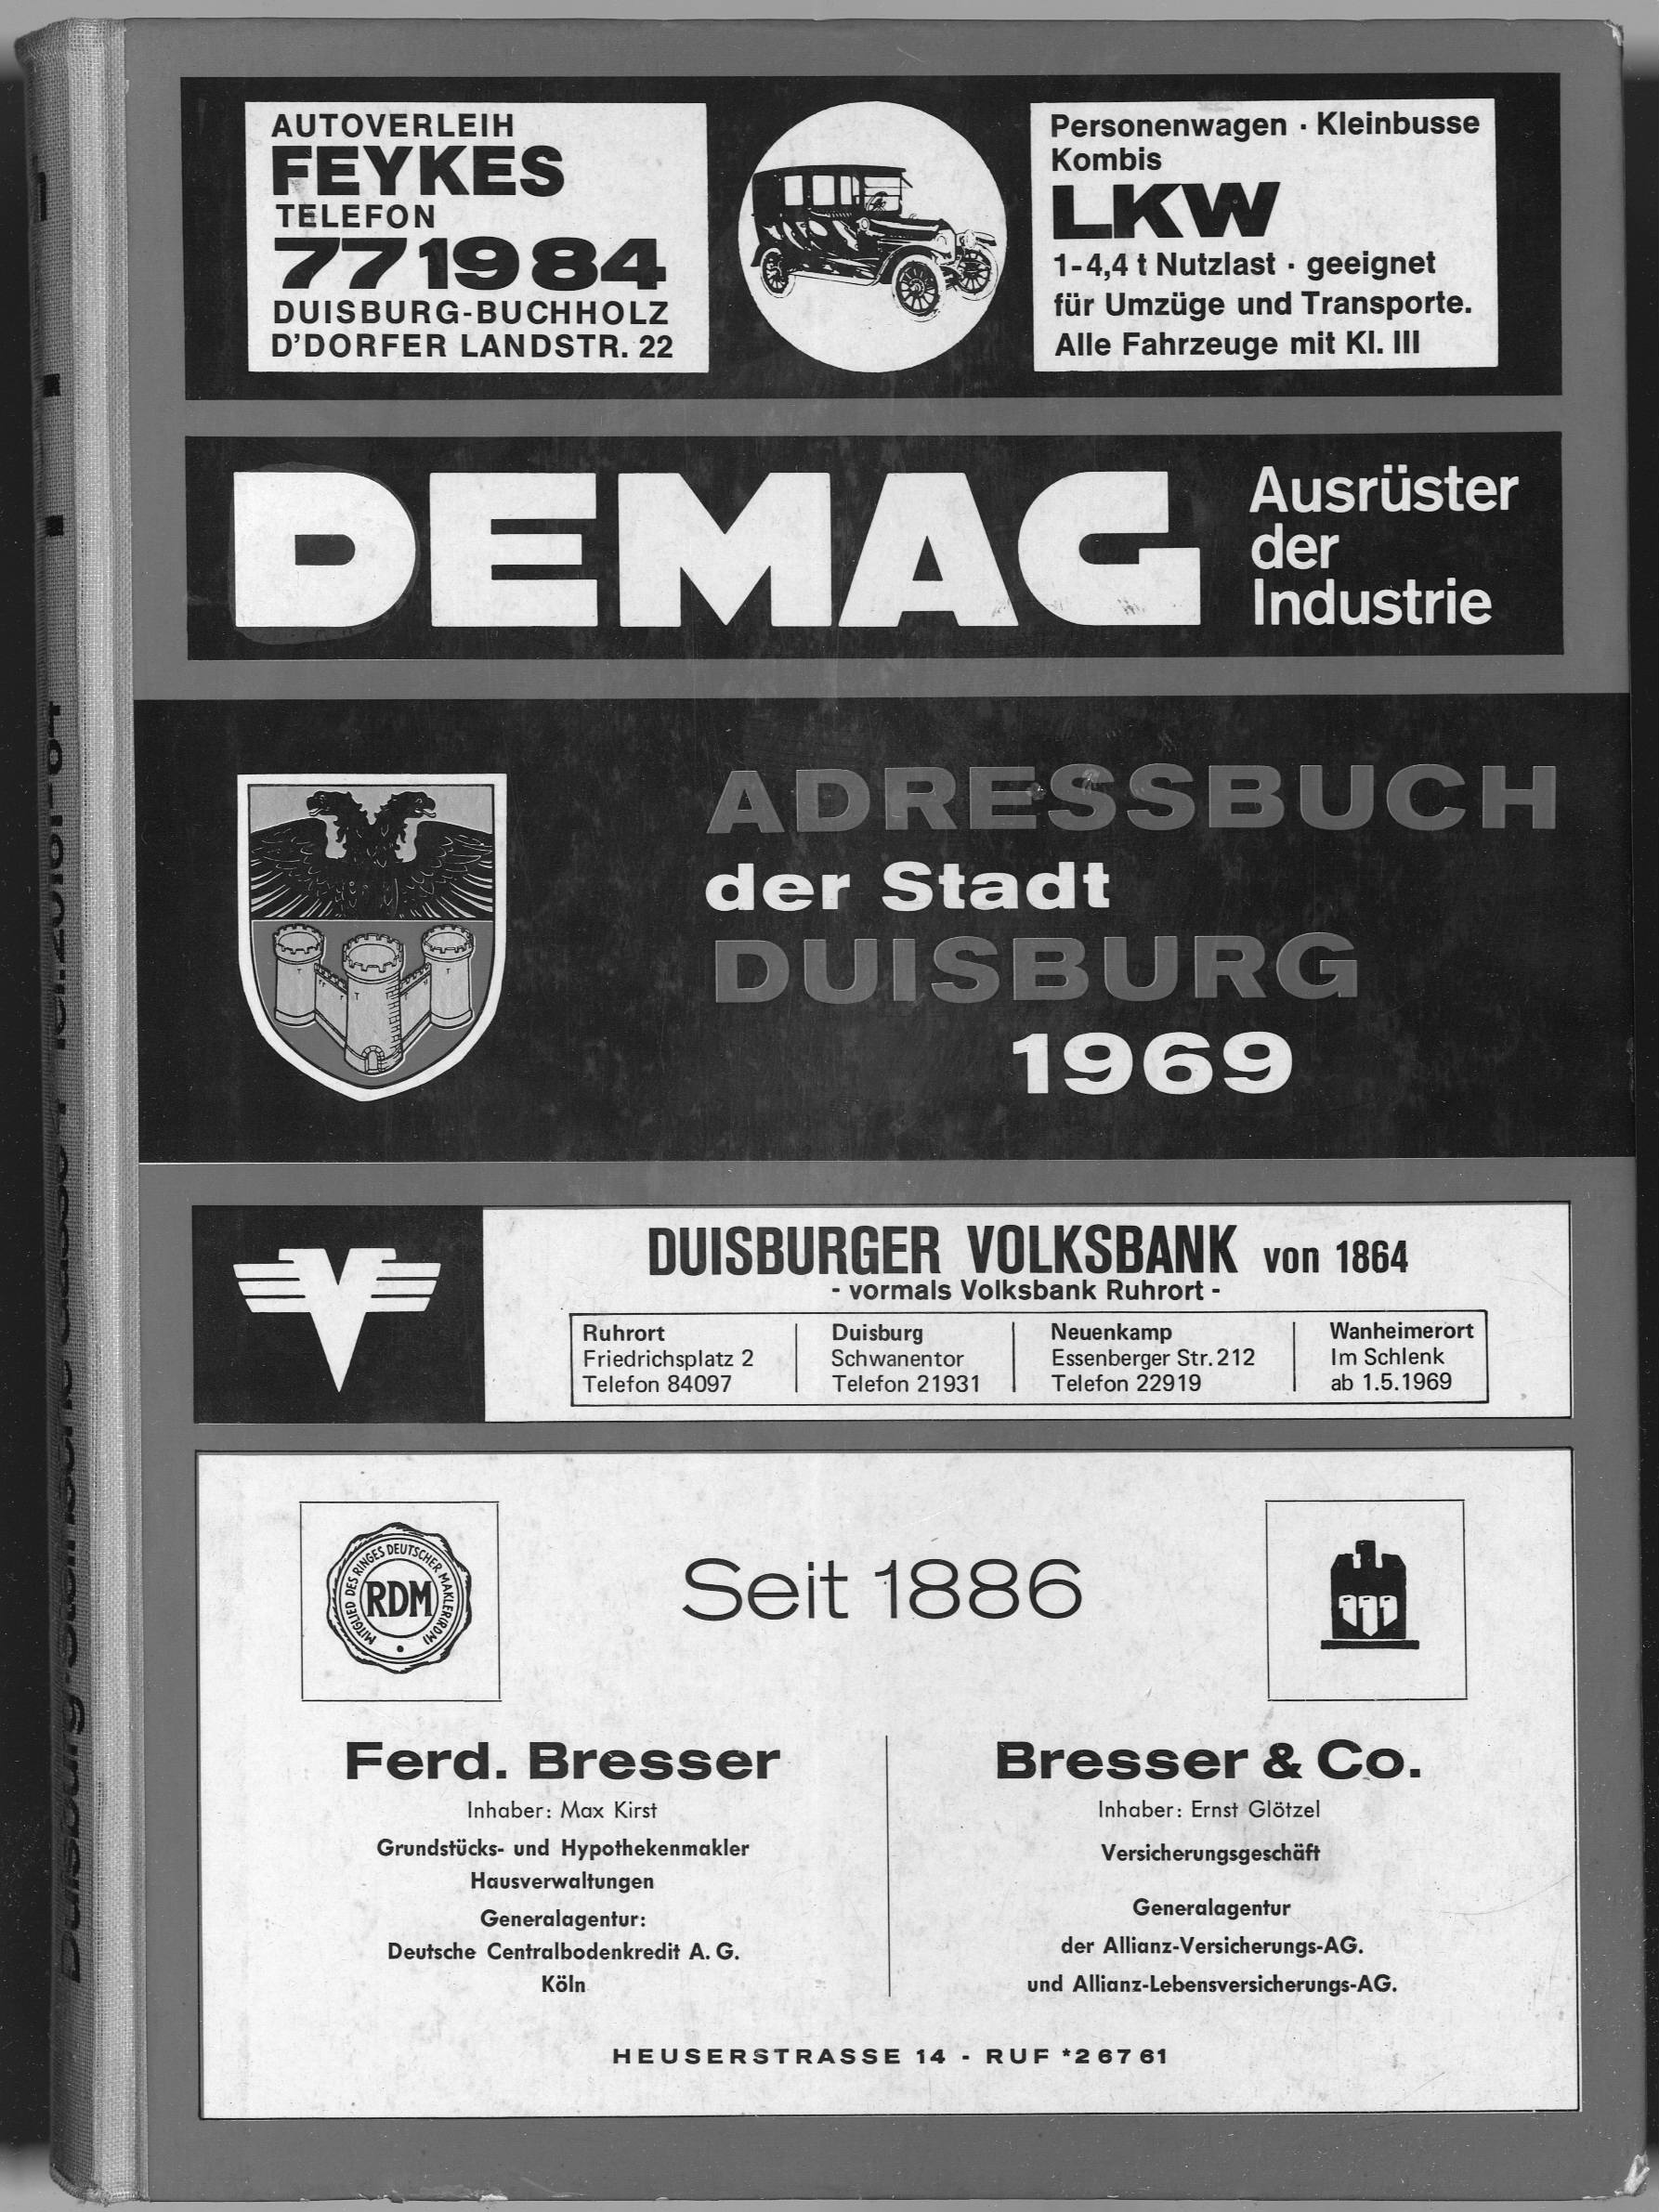 AUTOVERLEIH
FEYKES
TELEFON
771984
DUISBURG-BUCHHOLZ
D'DORFER LANDSTR. 22
Personenwagen · Kleinbusse
Kombis
LKW
1-4,4 t Nutzlast · geeignet
für Umzüge und Transporte.
Alle Fahrzeuge mit Kl. III
DEMAG
Ausrüster
der
Industrie
ADRESSBUCH
der Stadt
DUISBURG
1969
DUISBURGER VOLKSBANK von 1864
- vormals Volksbank Ruhrort -
Ruhrort
Friedrichsplatz 2
Telefon 84097
Duisburg
Schwanentor
Telefon 21931
Neuenkamp
Essenberger Str. 212
Telefon 22919
Wanheimerort
Im Schlenk
ab 1.5.1969
MITGLIED DES RINGES DEUTSCHER MAKLER (RDM)
RDM
Seit 1886
Ferd. Bresser
Inhaber: Max Kirst
Grundstücks- und Hypothekenmakler
Hausverwaltungen
Generalagentur:
Deutsche Centralbodenkredit A. G.
Köln
Bresser & Co.
Inhaber: Ernst Glötzel
Versicherungsgeschäft
Generalagentur
der Allianz-Versicherungs-AG.
und Allianz-Lebensversicherungs-AG.
HEUSERSTRASSE 14 - RUF *2 67 61